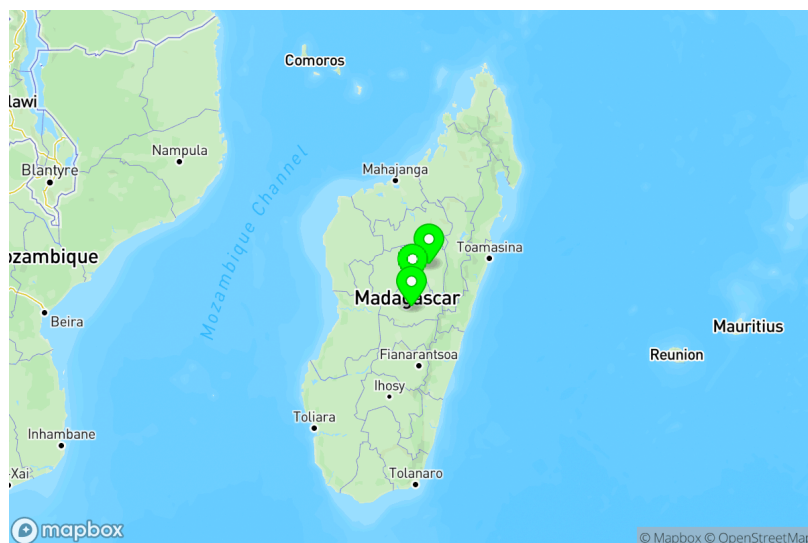 Comoros
lawi
Nampula
Blantyre
Mahajanga
Mozambique Channel
Toamasina
ozambique
Madagascar
Beira
Mauritius
Reunion
Fianarantsoa
Ihosy
Toliara
Inhambane
-Xai
Tolanaro
mapbox
© Mapbox © OpenStreetMap